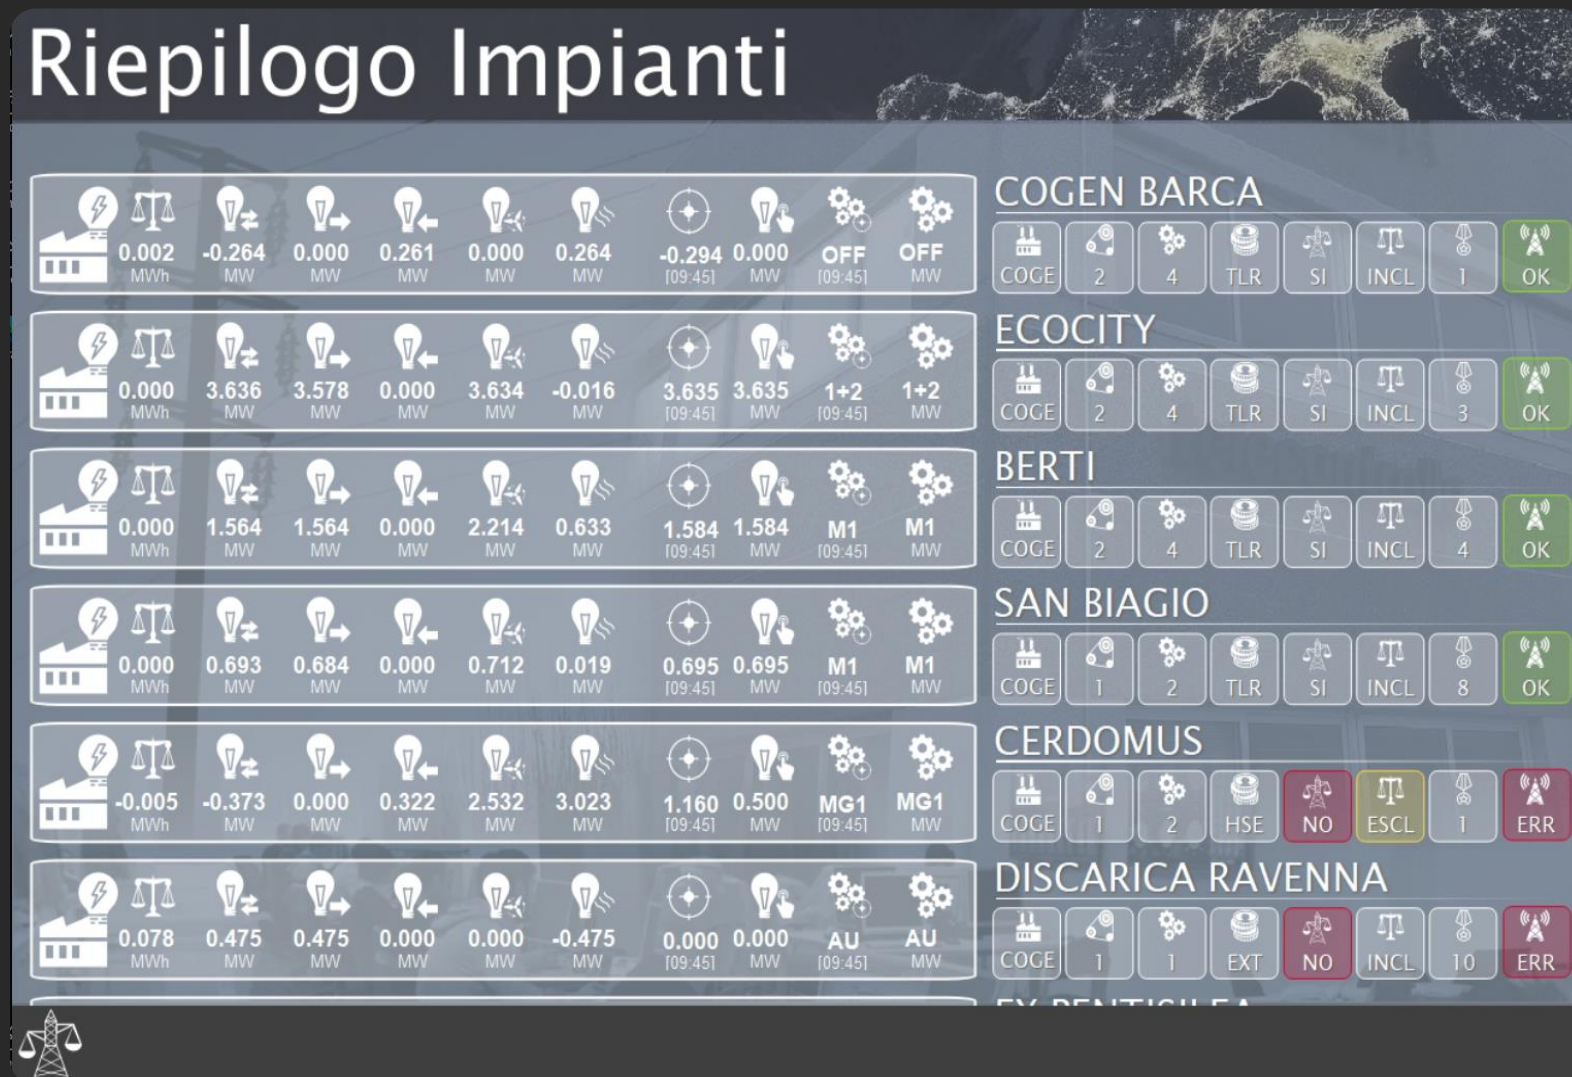 Riepilogo Impianti
COGEN BARCA
0.002 -0.264 0.000 0.261 0.000 0.264 -0.294 0.000 OFF OFF
MWh MW MW MW MW MW [09:45] MW [09:45] MW
COGE 2 4 TLR SI INCL 1 OK
ECOCITY
0.000 3.636 3.578 0.000 3.634 -0.016 3.635 3.635 1+2 1+2
MWh MW MW MW MW MW [09:45] MW [09:45] MW
COGE 2 4 TLR SI INCL 3 OK
BERTI
0.000 1.564 1.564 0.000 2.214 0.633 1.584 1.584 M1 M1
MWh MW MW MW MW MW [09:45] MW [09:45] MW
COGE 2 4 TLR SI INCL 4 OK
SAN BIAGIO
0.000 0.693 0.684 0.000 0.712 0.019 0.695 0.695 M1 M1
MWh MW MW MW MW MW [09:45] MW [09:45] MW
COGE 1 2 TLR SI INCL 8 OK
CERDOMUS
-0.005 -0.373 0.000 0.322 2.532 3.023 1.160 0.500 MG1 MG1
MWh MW MW MW MW MW [09:45] MW [09:45] MW
COGE 1 2 HSE NO ESCL 1 ERR
DISCARICA RAVENNA
0.078 0.475 0.475 0.000 0.000 -0.475 0.000 0.000 AU AU
MWh MW MW MW MW MW [09:45] MW [09:45] MW
COGE 1 1 EXT NO INCL 10 ERR